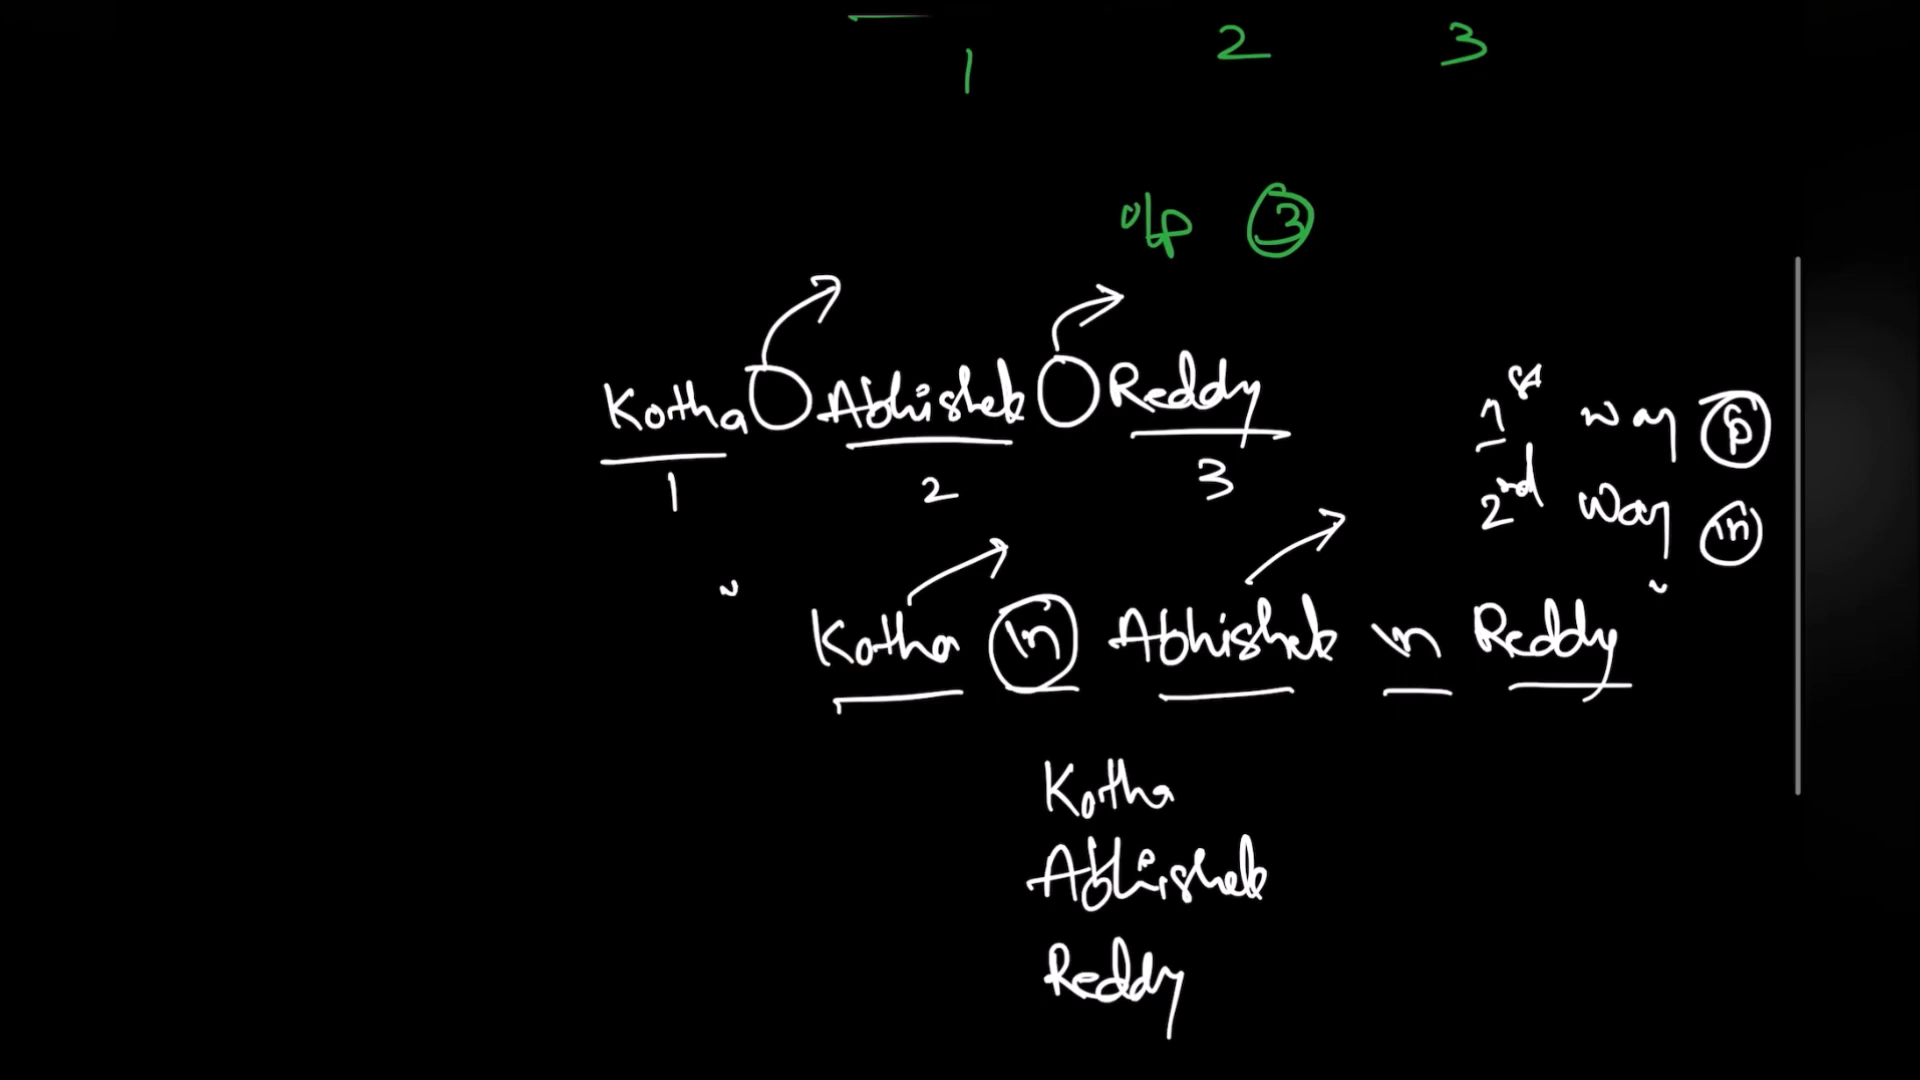 1 2 3
o/p 3
Kotha Abhishek Reddy
1 2 3
1st way
2nd way \n
" Kotha \n Abhishek \n Reddy "
Kotha
Abhishek
Reddy